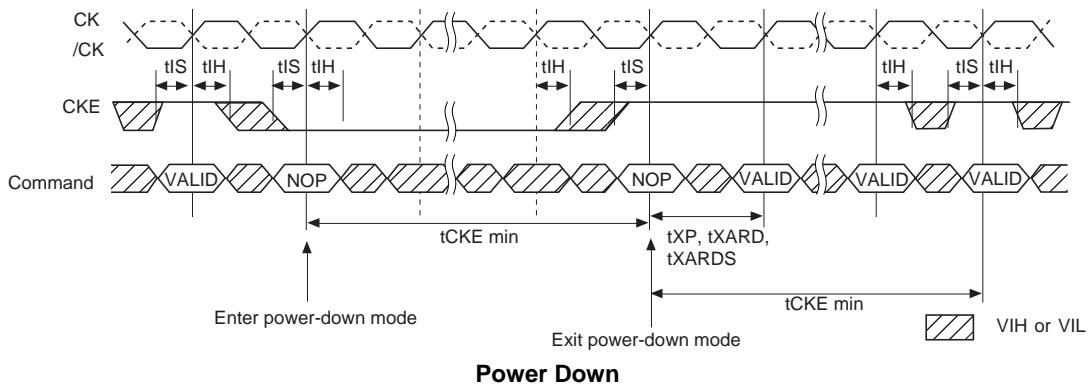 CK
/CK
tIS tIH tIS tIH tIH tIS tIH tIS tIH
CKE
Command VALID NOP NOP VALID VALID VALID
tCKE min
tXP, tXARD,
tXARDS
tCKE min
Enter power-down mode
Exit power-down mode
VIH or VIL
Power Down